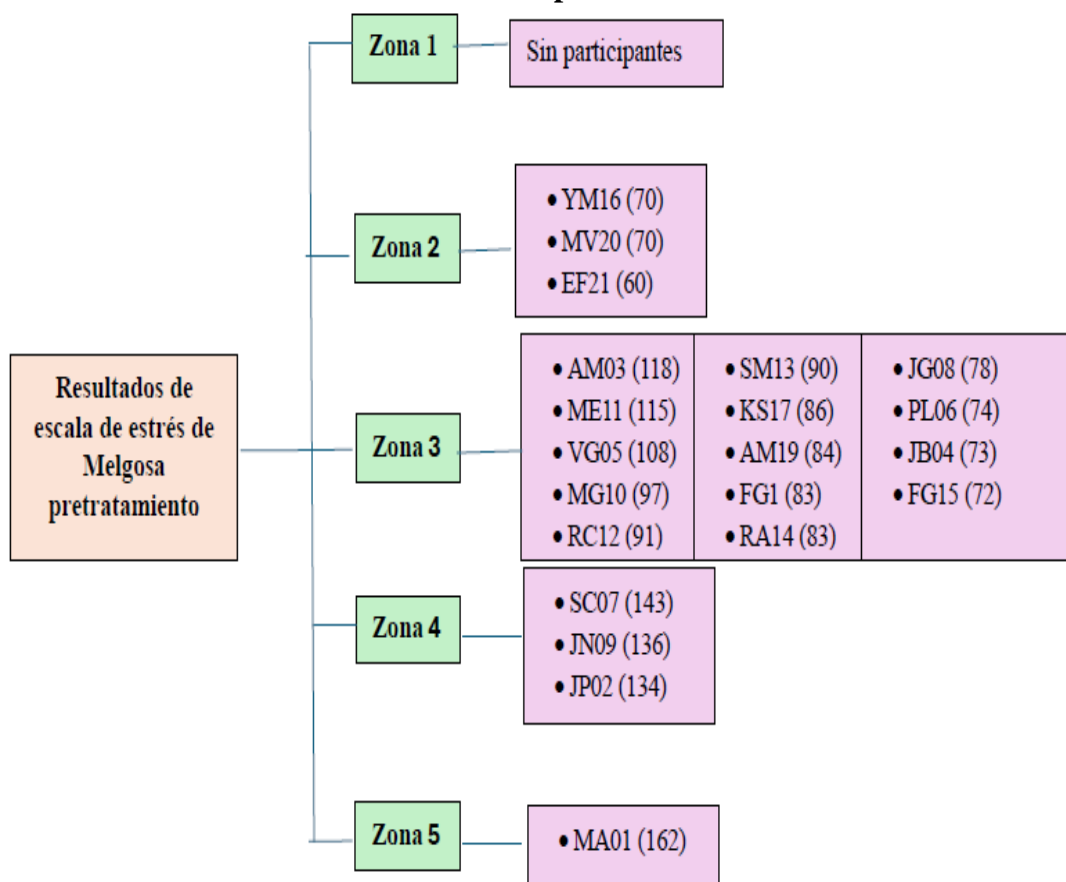 Resultados de
escala de estrés de
Melgosa
pretratamiento
Zona 1
Sin participantes
Zona 2
• YM16 (70)
• MV20 (70)
• EF21 (60)
Zona 3
• AM03 (118)
• ME11 (115)
• VG05 (108)
• MG10 (97)
• RC12 (91)
• SM13 (90)
• KS17 (86)
• AM19 (84)
• FG1 (83)
• RA14 (83)
• JG08 (78)
• PL06 (74)
• JB04 (73)
• FG15 (72)
Zona 4
• SC07 (143)
• JN09 (136)
• JP02 (134)
Zona 5
• MA01 (162)